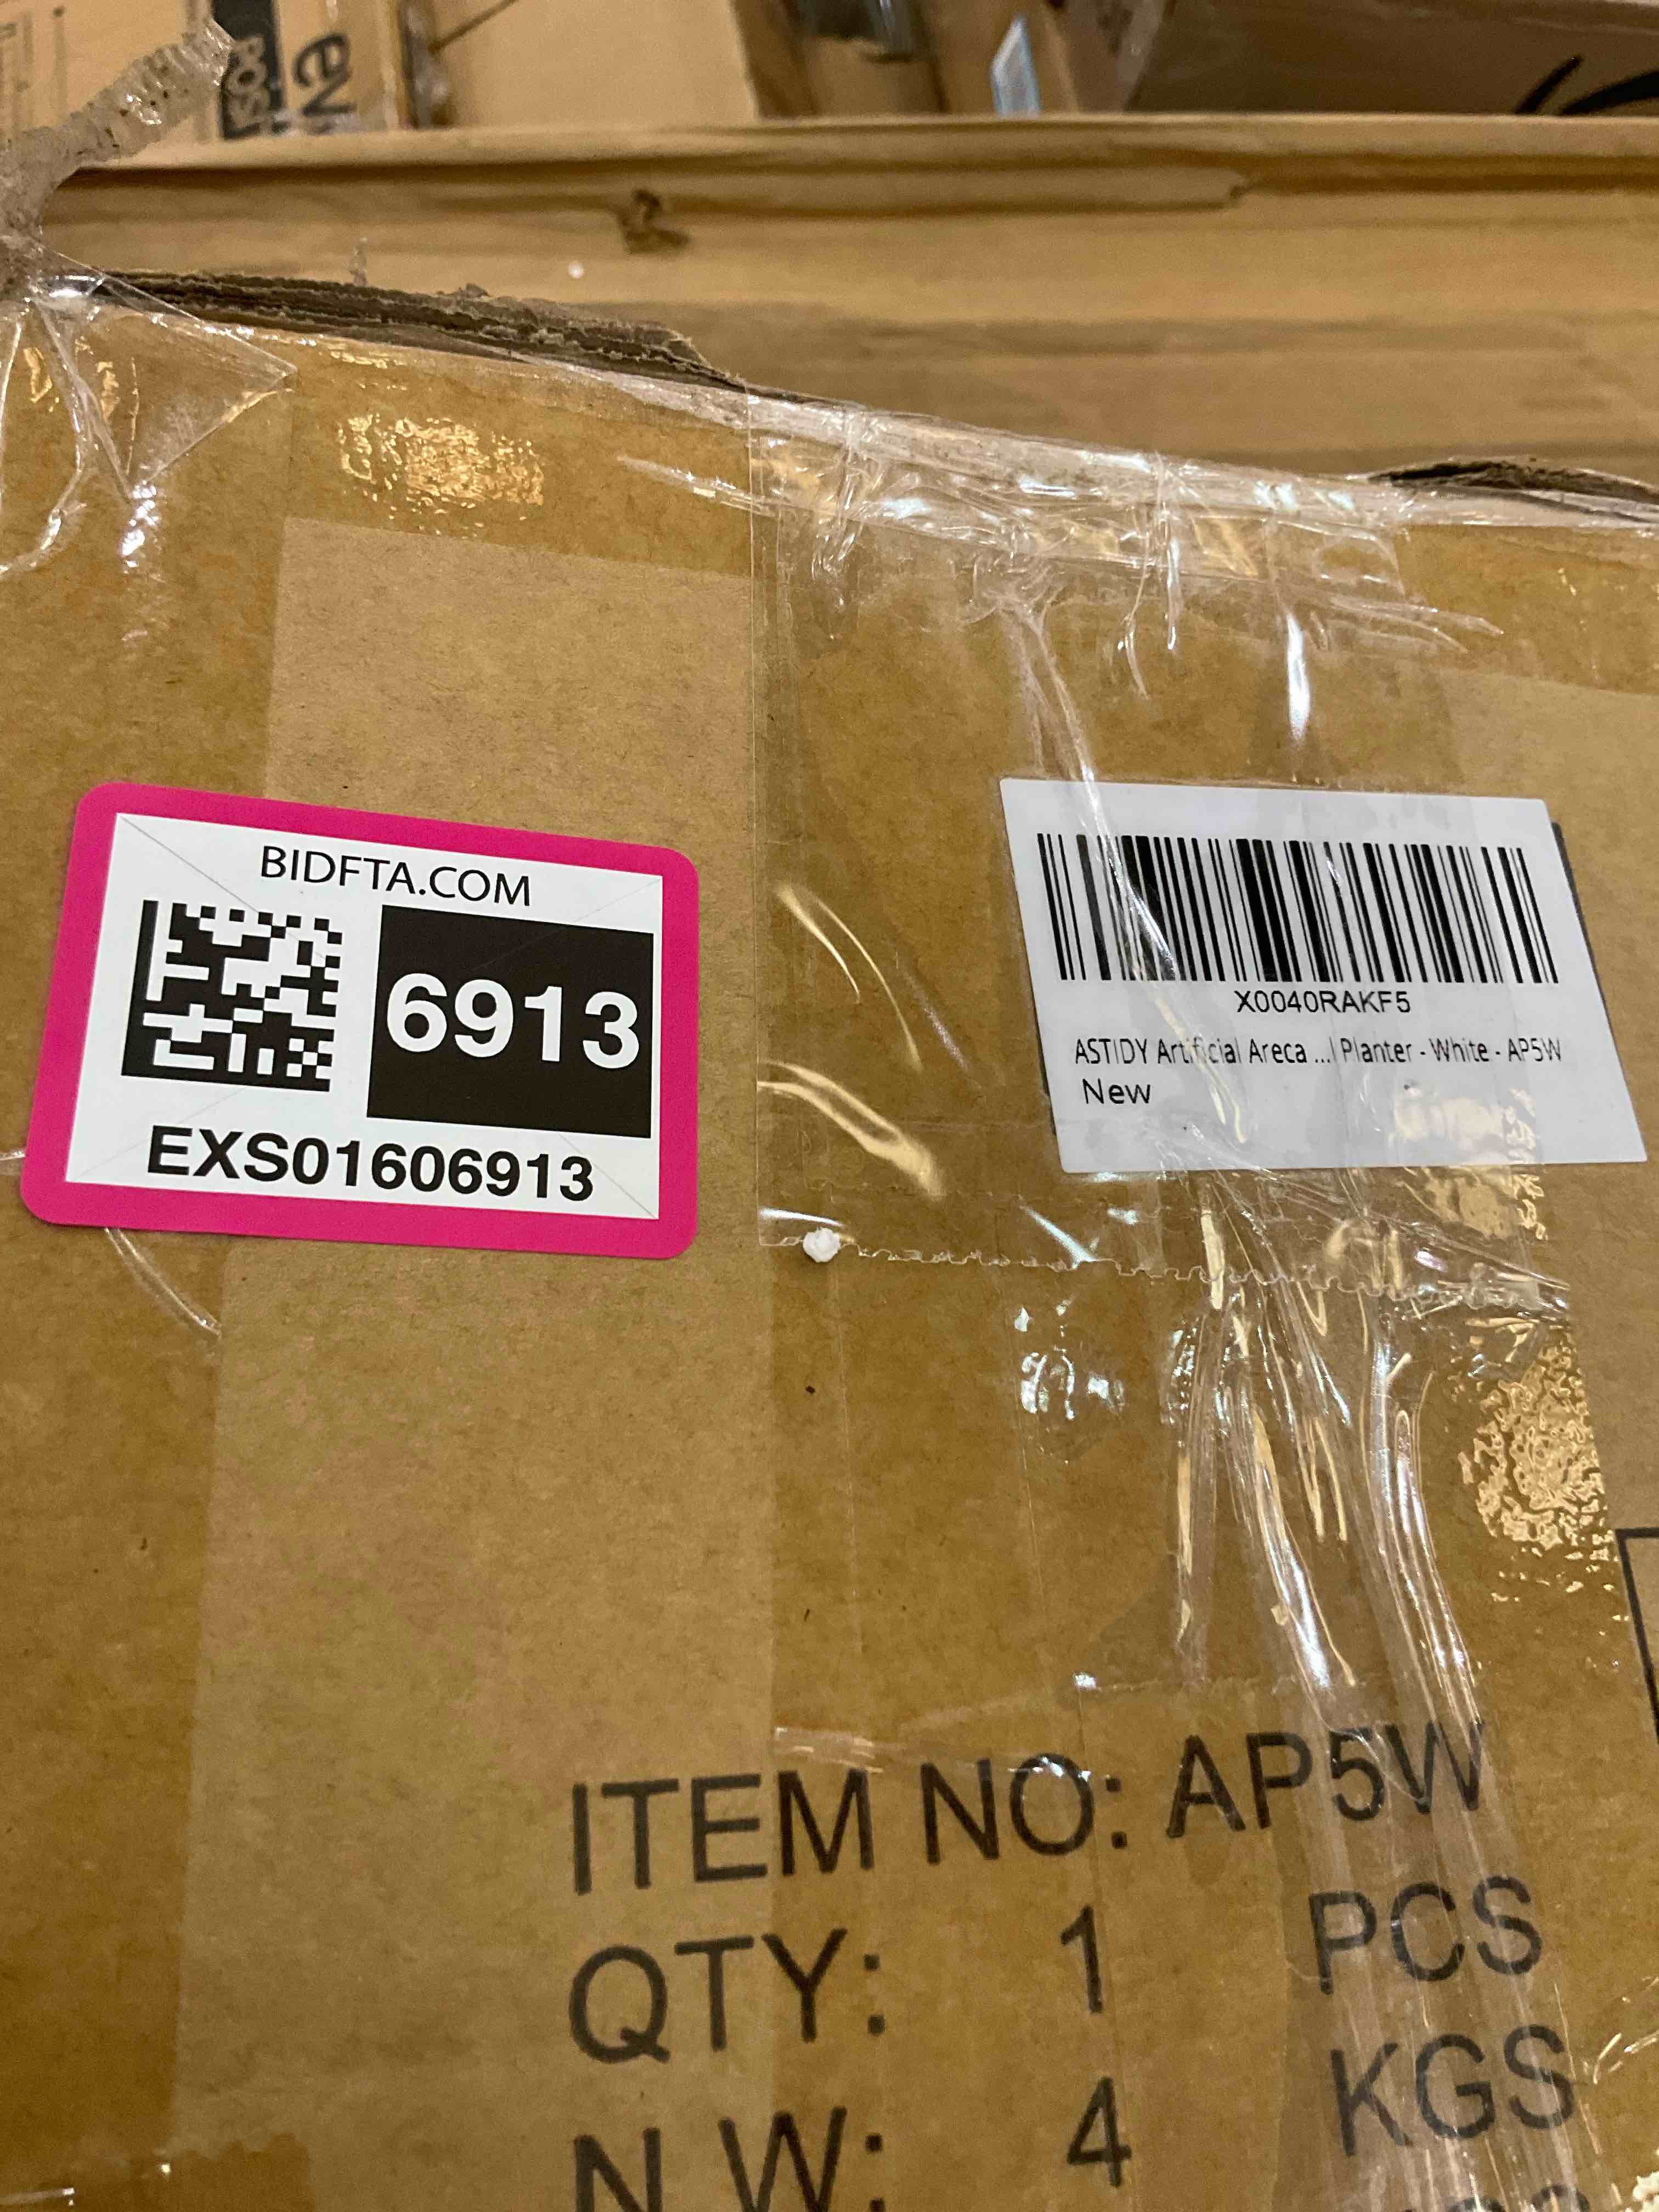 POST
BIDFTA.COM
6913
EXS01606913
X0040RAKF5
ASTIDY Artificial Areca ...l Planter - White - AP5W
New
ITEM NO: AP5W
QTY: 1 PCS
N.W: 4 KGS